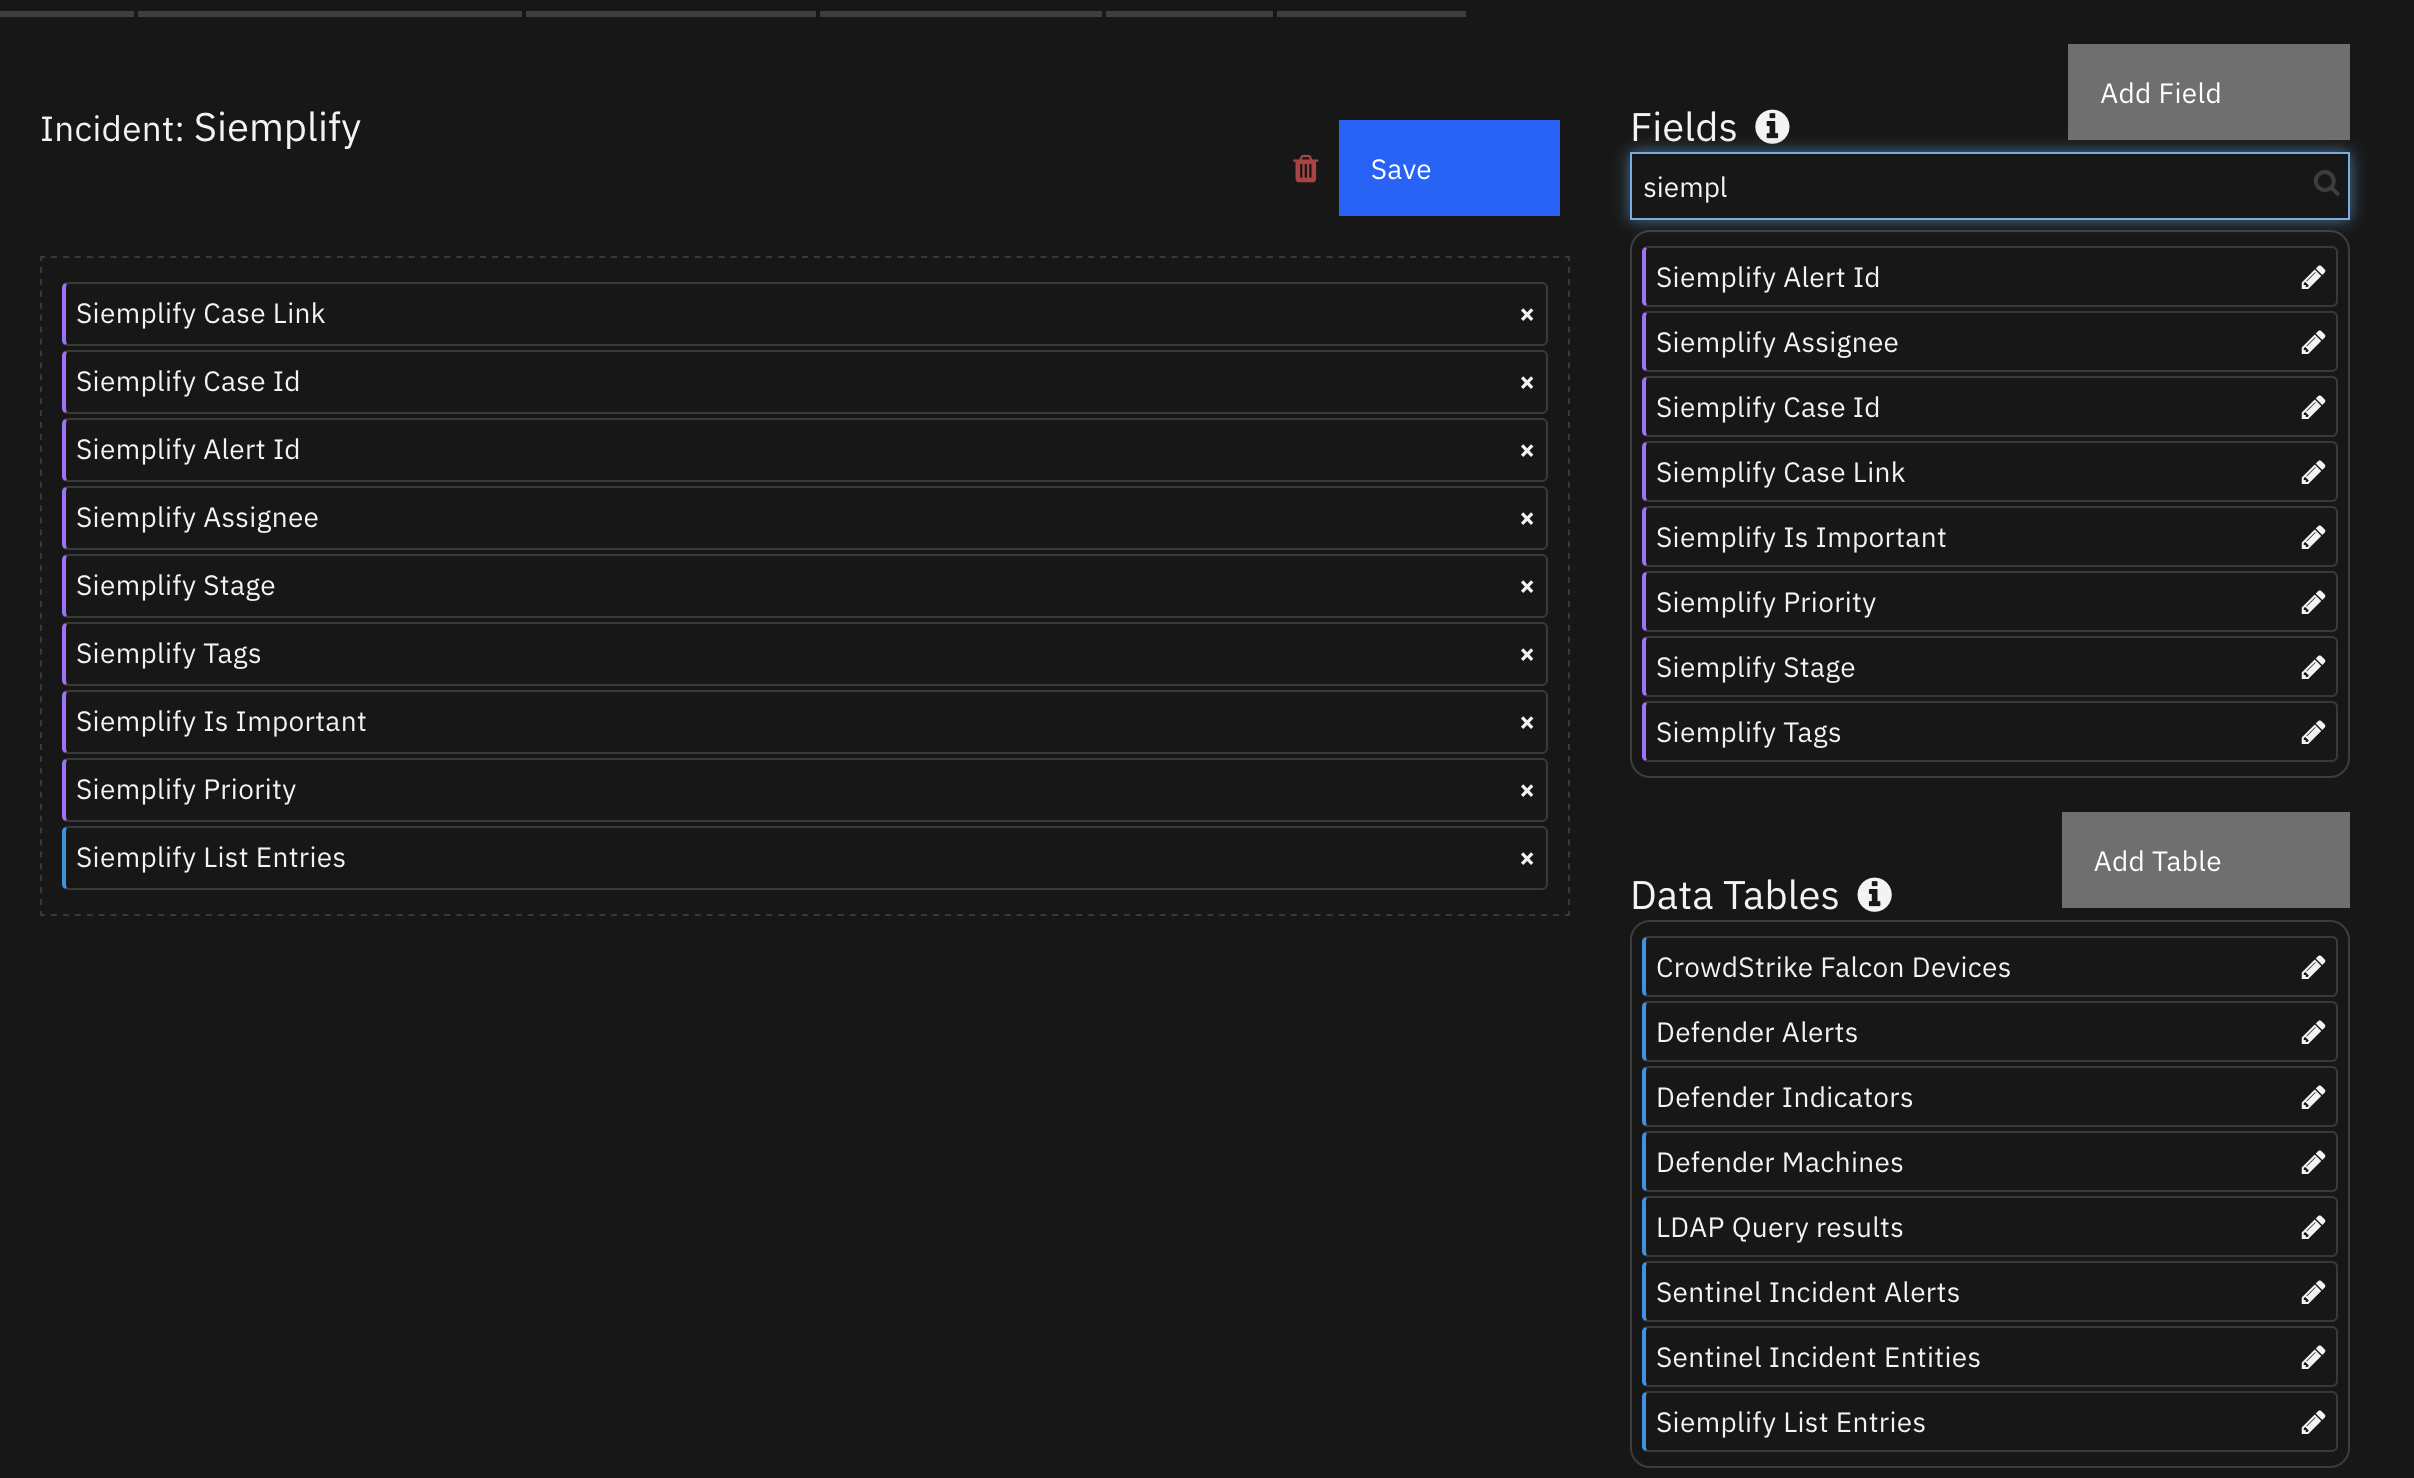 Incident: Siemplify
Save
Siemplify Case Link
Siemplify Case Id
Siemplify Alert Id
Siemplify Assignee
Siemplify Stage
Siemplify Tags
Siemplify Is Important
Siemplify Priority
Siemplify List Entries
Add Field
Fields
siempl
Siemplify Alert Id
Siemplify Assignee
Siemplify Case Id
Siemplify Case Link
Siemplify Is Important
Siemplify Priority
Siemplify Stage
Siemplify Tags
Add Table
Data Tables
CrowdStrike Falcon Devices
Defender Alerts
Defender Indicators
Defender Machines
LDAP Query results
Sentinel Incident Alerts
Sentinel Incident Entities
Siemplify List Entries